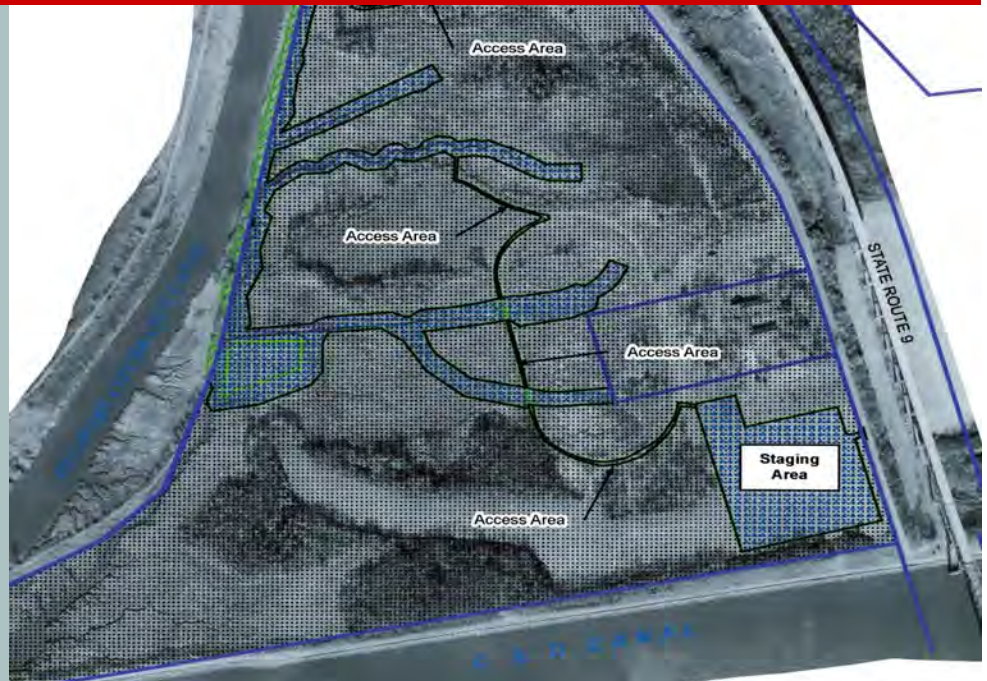 Access Area
Access Area
STATE ROUTE 9
Access Area
Staging
Area
Access Area
C & D CANAL